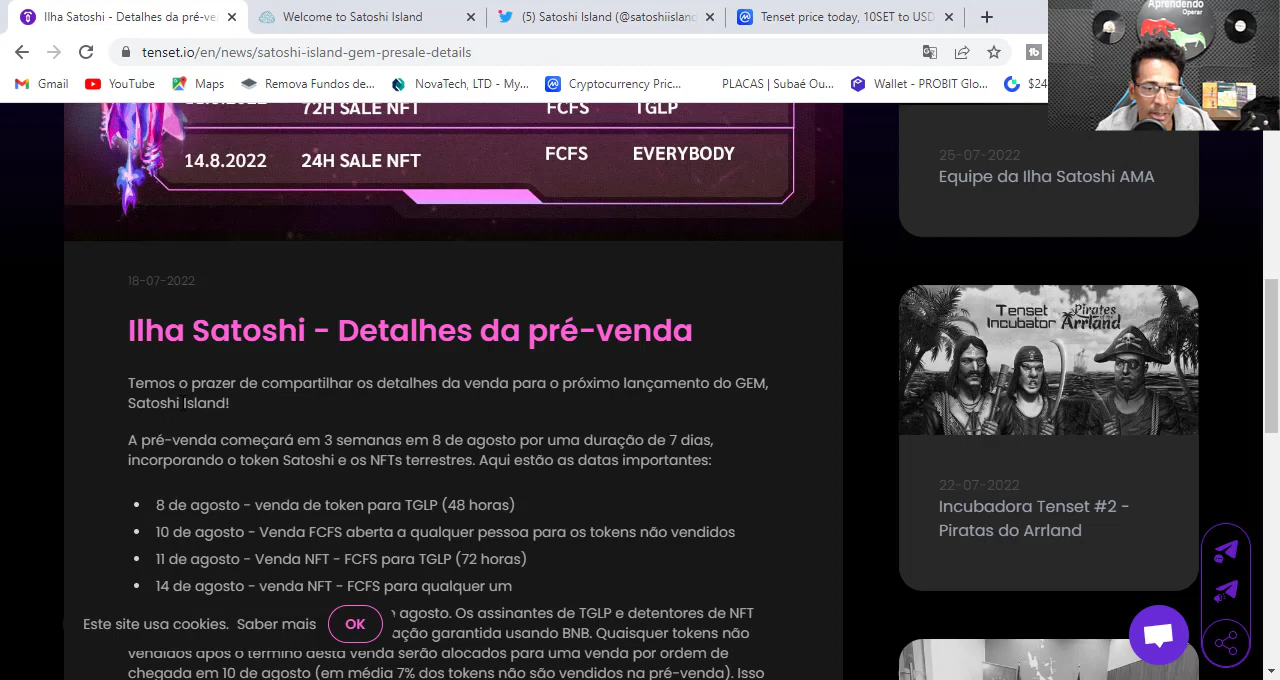 Ilha Satoshi - Detalhes da pré-ve
Welcome to Satoshi Island
(5) Satoshi Island (@satoshiislan
Tenset price today, 10SET to USD
tenset.io/en/news/satoshi-island-gem-presale-details
Gmail
YouTube
Maps
Remova Fundos de...
Novatech, LTD - My...
Cryptocurrency Pric...
PLACAS | Subaé Ou...
Wallet - PROBIT Glo...
$24
Aprendendo
Operar
72H SALE NFT
FCFS
TGLP
14.8.2022
24H SALE NFT
FCFS
EVERYBODY
18-07-2022
Ilha Satoshi - Detalhes da pré-venda
Temos o prazer de compartilhar os detalhes da venda para o próximo lançamento do GEM,
Satoshi Island!
A pré-venda começará em 3 semanas em 8 de agosto por uma duração de 7 dias,
incorporando o token Satoshi e os NFTs terrestres. Aqui estão as datas importantes:
8 de agosto - venda de token para TGLP (48 horas)
10 de agosto - Venda FCFS aberta a qualquer pessoa para os tokens não vendidos
11 de agosto - Venda NFT - FCFS para TGLP (72 horas)
14 de agosto - venda NFT - FCFS para qualquer um
agosto. Os assinantes de TGLP e detentores de NFT
ação garantida usando BNB. Quaisquer tokens não
vendidos após o término desta venda serão alocados para uma venda por ordem de
chegada em 10 de agosto (em média 7% dos tokens não são vendidos na pré-venda). Isso
Este site usa cookies. Saber mais
OK
25-07-2022
Equipe da Ilha Satoshi AMA
Tenset
Incubator
Pirates
of the
Arrland
22-07-2022
Incubadora Tenset #2 -
Piratas do Arrland